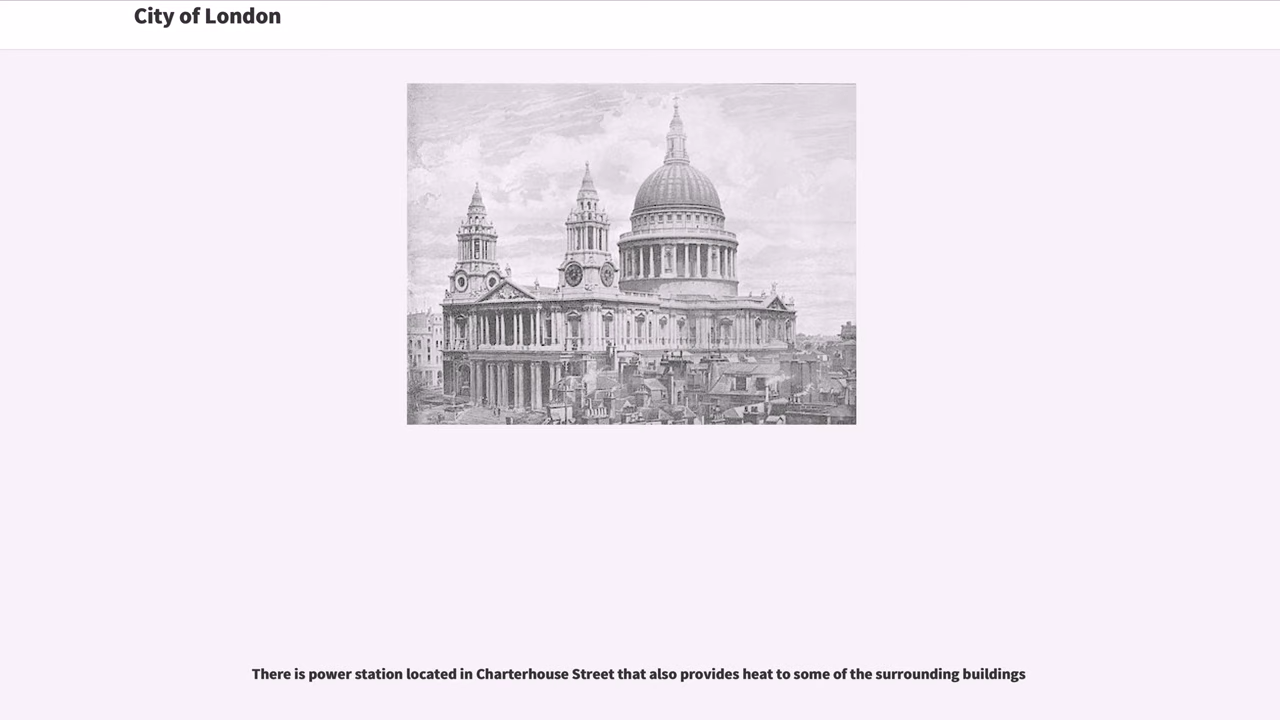 City of London
There is power station located in Charterhouse Street that also provides heat to some of the surrounding buildings